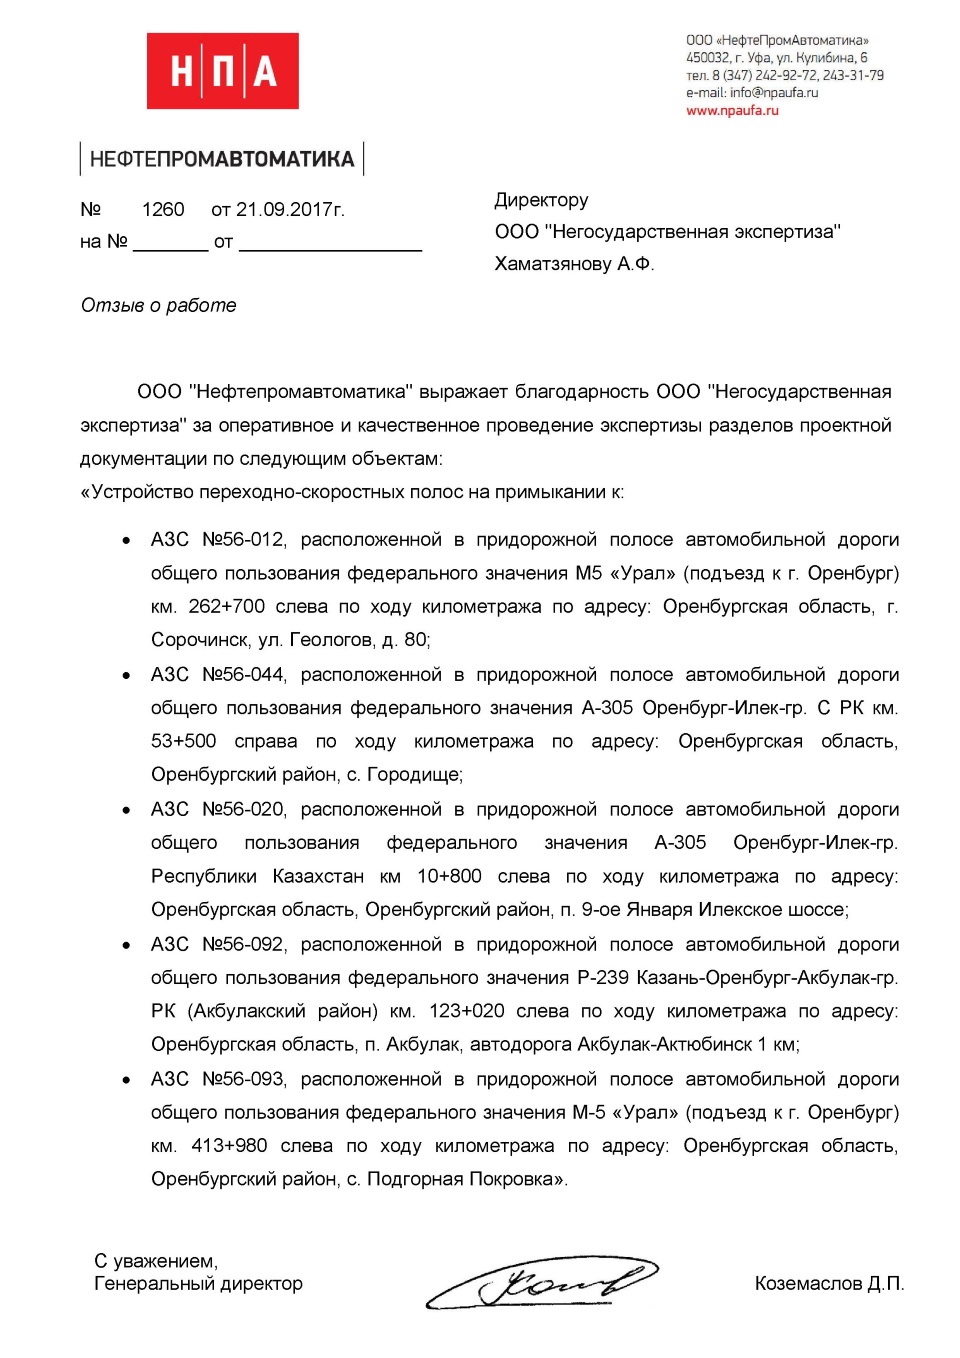 Н|П|А
ООО «НефтеПромАвтоматика»
450032, г. Уфа, ул. Кулибина, 6
тел. 8 (347) 242-92-72, 243-31-79
e-mail: info@npaufa.ru
www.npaufa.ru
НЕФТЕПРОМАВТОМАТИКА
№ 1260 от 21.09.2017г.
на № _______ от _________________
Директору
ООО "Негосударственная экспертиза"
Хаматзянову А.Ф.
Отзыв о работе
ООО "Нефтепромавтоматика" выражает благодарность ООО "Негосударственная
экспертиза" за оперативное и качественное проведение экспертизы разделов проектной
документации по следующим объектам:
«Устройство переходно-скоростных полос на примыкании к:
• АЗС №56-012, расположенной в придорожной полосе автомобильной дороги
общего пользования федерального значения М5 «Урал» (подъезд к г. Оренбург)
км. 262+700 слева по ходу километража по адресу: Оренбургская область, г.
Сорочинск, ул. Геологов, д. 80;
• АЗС №56-044, расположенной в придорожной полосе автомобильной дороги
общего пользования федерального значения А-305 Оренбург-Илек-гр. С РК км.
53+500 справа по ходу километража по адресу: Оренбургская область,
Оренбургский район, с. Городище;
• АЗС №56-020, расположенной в придорожной полосе автомобильной дороги
общего пользования федерального значения А-305 Оренбург-Илек-гр.
Республики Казахстан км 10+800 слева по ходу километража по адресу:
Оренбургская область, Оренбургский район, п. 9-ое Января Илекское шоссе;
• АЗС №56-092, расположенной в придорожной полосе автомобильной дороги
общего пользования федерального значения Р-239 Казань-Оренбург-Акбулак-гр.
РК (Акбулакский район) км. 123+020 слева по ходу километража по адресу:
Оренбургская область, п. Акбулак, автодорога Акбулак-Актюбинск 1 км;
• АЗС №56-093, расположенной в придорожной полосе автомобильной дороги
общего пользования федерального значения М-5 «Урал» (подъезд к г. Оренбург)
км. 413+980 слева по ходу километража по адресу: Оренбургская область,
Оренбургский район, с. Подгорная Покровка».
С уважением,
Генеральный директор
Коземаслов Д.П.